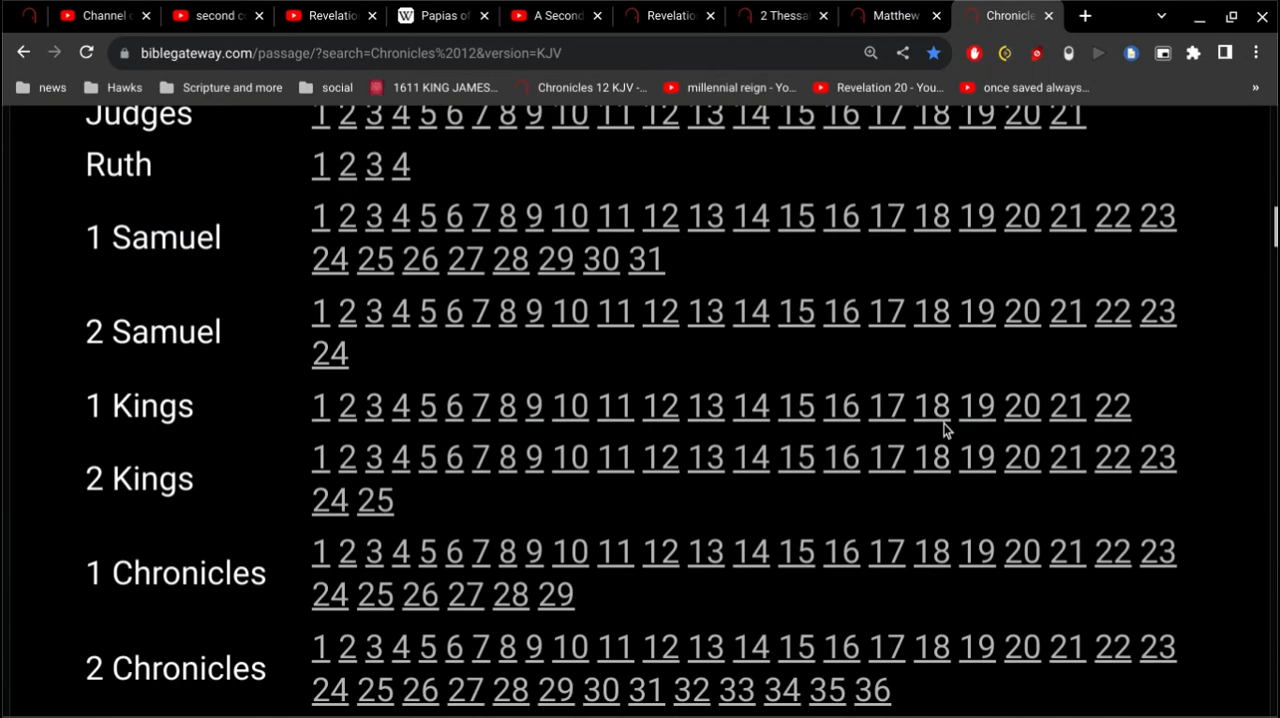 Channel c
second c
Revelatio
Papias of
A Second
Revelatio
2 Thessa
Matthew
Chronicle
biblegateway.com/passage/?search=Chronicles%2012&version=KJV
news
Hawks
Scripture and more
social
1611 KING JAMES...
Chronicles 12 KJV -...
millennial reign - Yo...
Revelation 20 - You...
once saved always...
»
Judges 1 2 3 4 5 6 7 8 9 10 11 12 13 14 15 16 17 18 19 20 21
Ruth 1 2 3 4
1 Samuel 1 2 3 4 5 6 7 8 9 10 11 12 13 14 15 16 17 18 19 20 21 22 23
24 25 26 27 28 29 30 31
2 Samuel 1 2 3 4 5 6 7 8 9 10 11 12 13 14 15 16 17 18 19 20 21 22 23
24
1 Kings 1 2 3 4 5 6 7 8 9 10 11 12 13 14 15 16 17 18 19 20 21 22
2 Kings 1 2 3 4 5 6 7 8 9 10 11 12 13 14 15 16 17 18 19 20 21 22 23
24 25
1 Chronicles 1 2 3 4 5 6 7 8 9 10 11 12 13 14 15 16 17 18 19 20 21 22 23
24 25 26 27 28 29
2 Chronicles 1 2 3 4 5 6 7 8 9 10 11 12 13 14 15 16 17 18 19 20 21 22 23
24 25 26 27 28 29 30 31 32 33 34 35 36